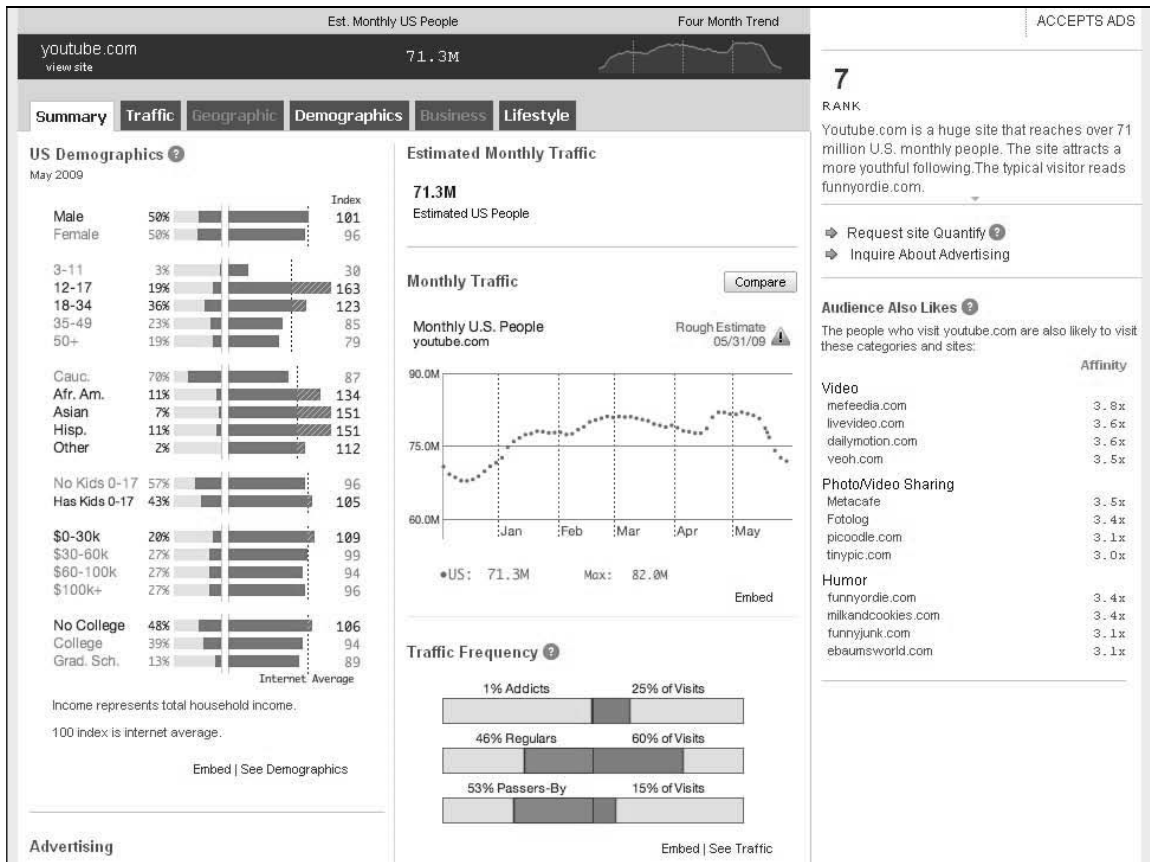 Est. Monthly US People Four Month Trend
youtube.com 71.3M
view site
Summary Traffic Geographic Demographics Business Lifestyle
US Demographics ?
May 2009
Index
Male 50% 101
Female 50% 96
3-11 3% 30
12-17 19% 163
18-34 36% 123
35-49 23% 85
50+ 19% 79
Cauc. 70% 87
Afr. Am. 11% 134
Asian 7% 151
Hisp. 11% 151
Other 2% 112
No Kids 0-17 57% 96
Has Kids 0-17 43% 105
$0-30k 20% 109
$30-60k 27% 99
$60-100k 27% 94
$100k+ 27% 96
No College 48% 106
College 39% 94
Grad. Sch. 13% 89
Internet Average
Income represents total household income.
100 index is internet average.
Embed | See Demographics
Advertising
Estimated Monthly Traffic
71.3M
Estimated US People
Monthly Traffic Compare
Monthly U.S. People Rough Estimate
youtube.com 05/31/09
90.0M
75.0M
60.0M
Jan Feb Mar Apr May
US: 71.3M Max: 82.0M
Embed
Traffic Frequency ?
1% Addicts 25% of Visits
46% Regulars 60% of Visits
53% Passers-By 15% of Visits
Embed | See Traffic
ACCEPTS ADS
7
RANK
Youtube.com is a huge site that reaches over 71
million U.S. monthly people. The site attracts a
more youthful following.The typical visitor reads
funnyordie.com.
Request site Quantify ?
Inquire About Advertising
Audience Also Likes ?
The people who visit youtube.com are also likely to visit
these categories and sites:
Affinity
Video
mefeedia.com 3.8x
livevideo.com 3.6x
dailymotion.com 3.6x
veoh.com 3.5x
Photo/Video Sharing
Metacafe 3.5x
Fotolog 3.4x
picoodle.com 3.1x
tinypic.com 3.0x
Humor
funnyordie.com 3.4x
milkandcookies.com 3.4x
funnyjunk.com 3.1x
ebaumsworld.com 3.1x